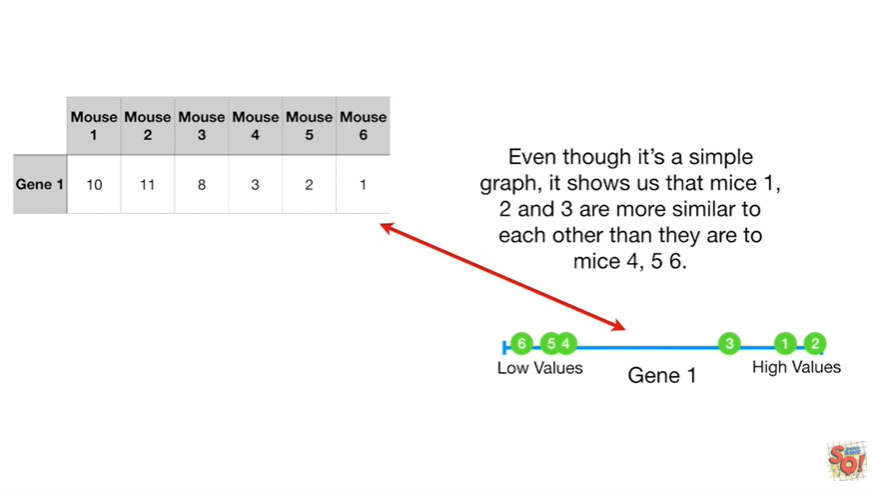 Mouse Mouse Mouse Mouse Mouse Mouse
1 2 3 4 5 6
Gene 1 10 11 8 3 2 1
Even though it’s a simple
graph, it shows us that mice 1,
2 and 3 are more similar to
each other than they are to
mice 4, 5 6.
6 5 4 3 1 2
Low Values
High Values
Gene 1
SQ!